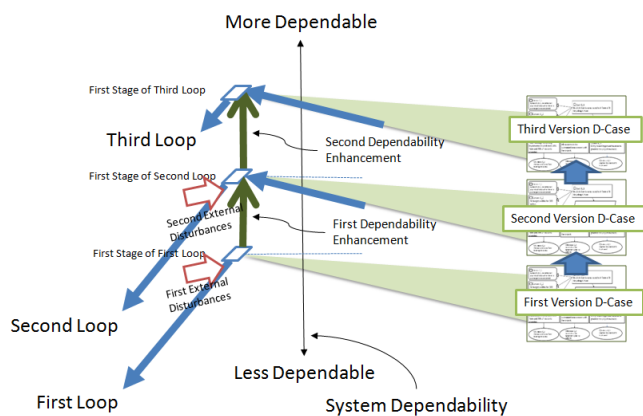 More Dependable
First Stage of Third Loop
Third Loop
Second Dependability
Enhancement
Third Version D-Case
First Stage of Second Loop
Second External
Disturbances
First Dependability
Enhancement
Second Version D-Case
First Stage of First Loop
First External
Disturbances
First Version D-Case
Second Loop
Less Dependable
First Loop
System Dependability